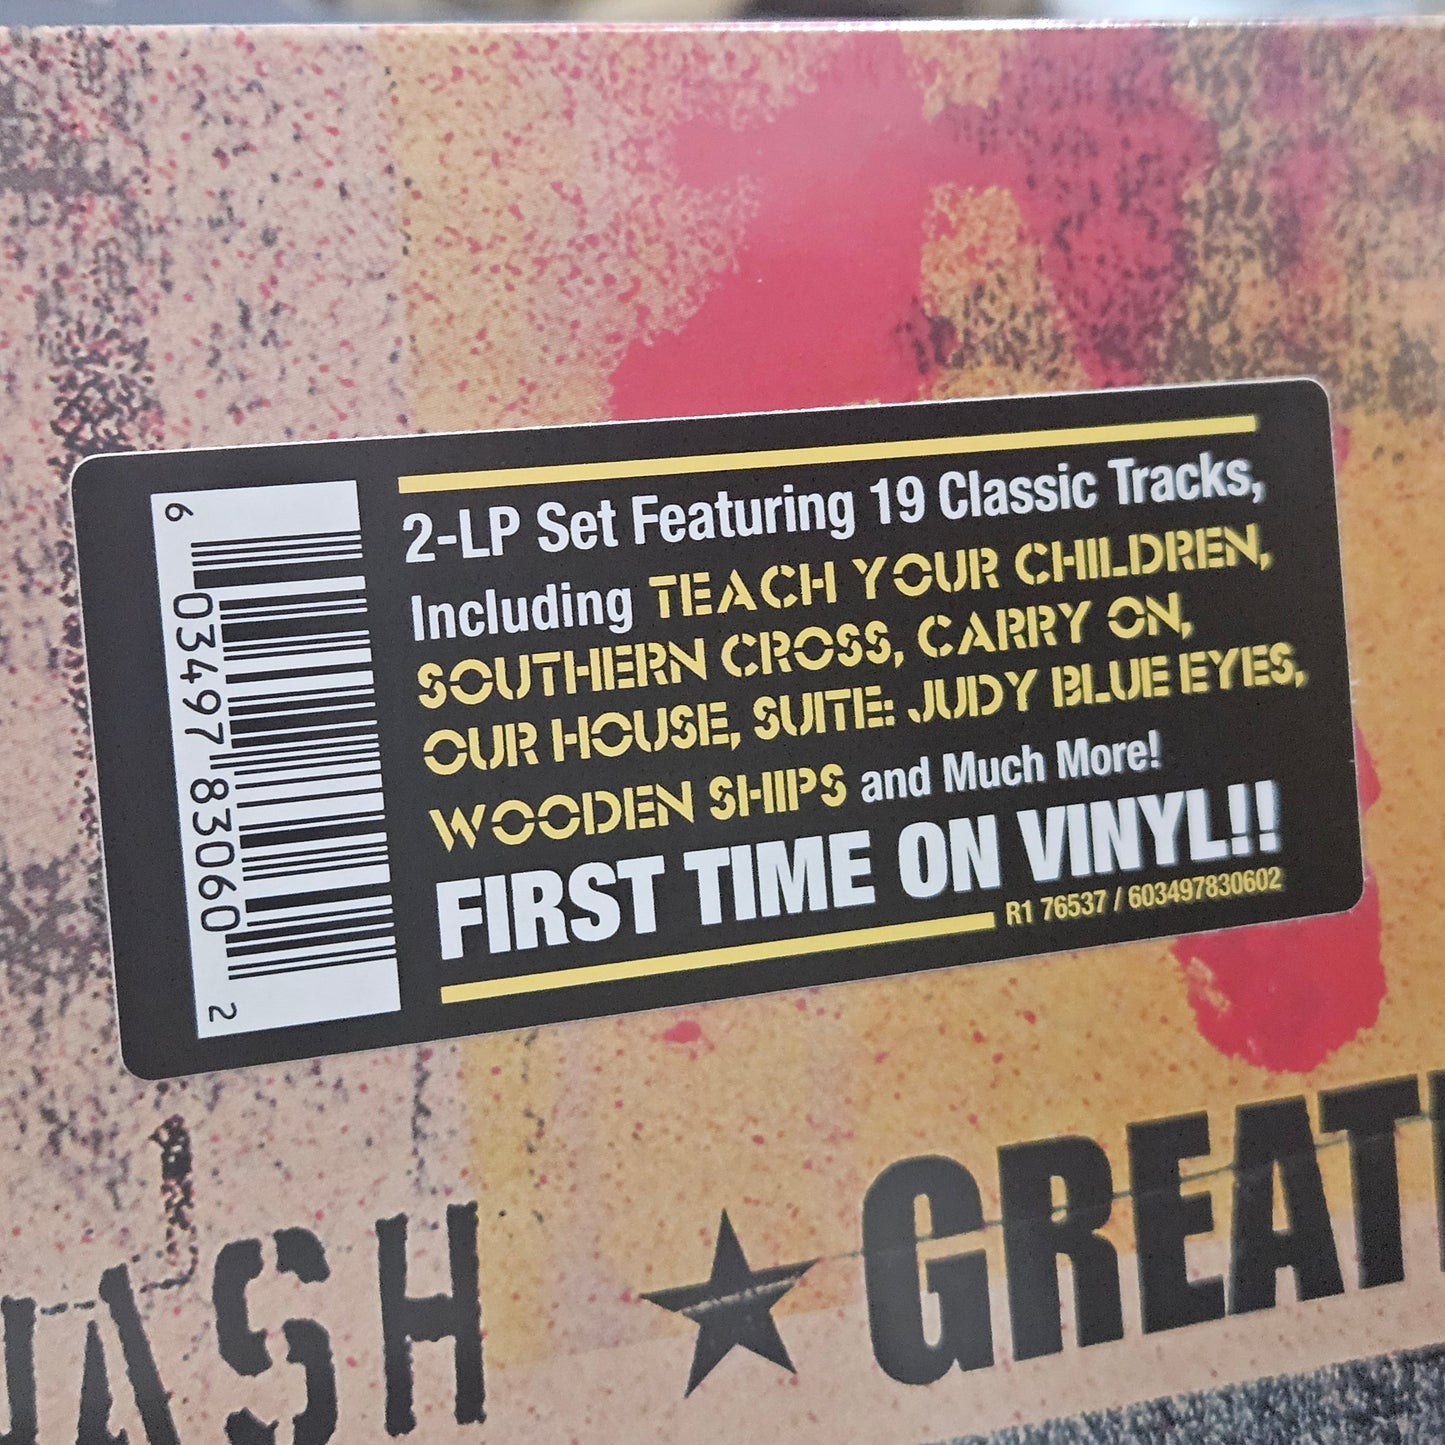 2-LP Set Featuring 19 Classic Tracks,
Including TEACH YOUR CHILDREN,
SOUTHERN CROSS, CARRY ON,
OUR HOUSE, SUITE: JUDY BLUE EYES,
WOODEN SHIPS and Much More!
FIRST TIME ON VINYL!!
R1 76537 / 603497830602
6 03497 83060 2
NASH ★ GREAT